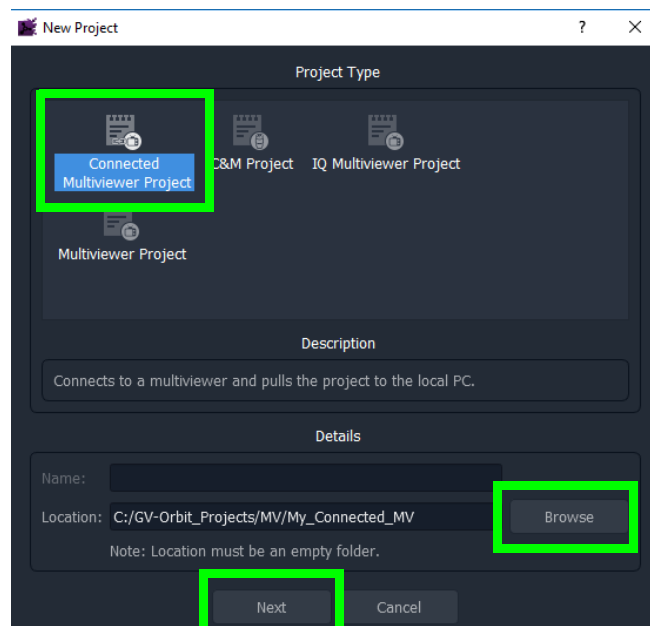 New Project
?
Project Type
Connected
Multiviewer Project
C&M Project
IQ Multiviewer Project
Multiviewer Project
Description
Connects to a multiviewer and pulls the project to the local PC.
Details
Name:
Location: C:/GV-Orbit_Projects/MV/My_Connected_MV
Browse
Note: Location must be an empty folder.
Next
Cancel